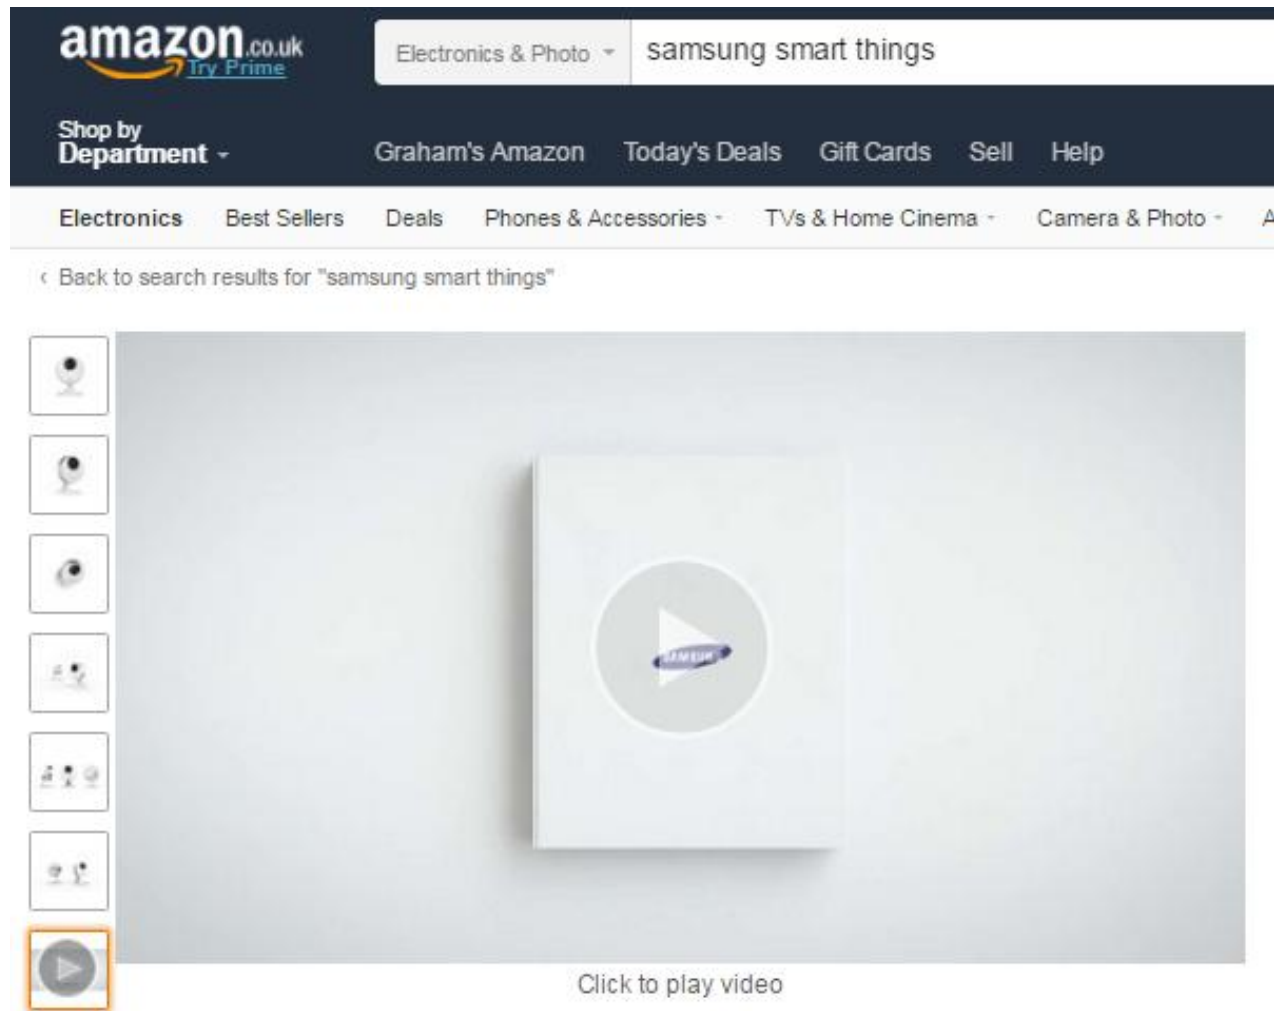 amazon.co.uk
Try Prime
Electronics & Photo
samsung smart things
Shop by
Department
Graham's Amazon Today's Deals Gift Cards Sell Help
Electronics Best Sellers Deals Phones & Accessories TVs & Home Cinema Camera & Photo A
‹ Back to search results for "samsung smart things"
SAMSUNG
Click to play video